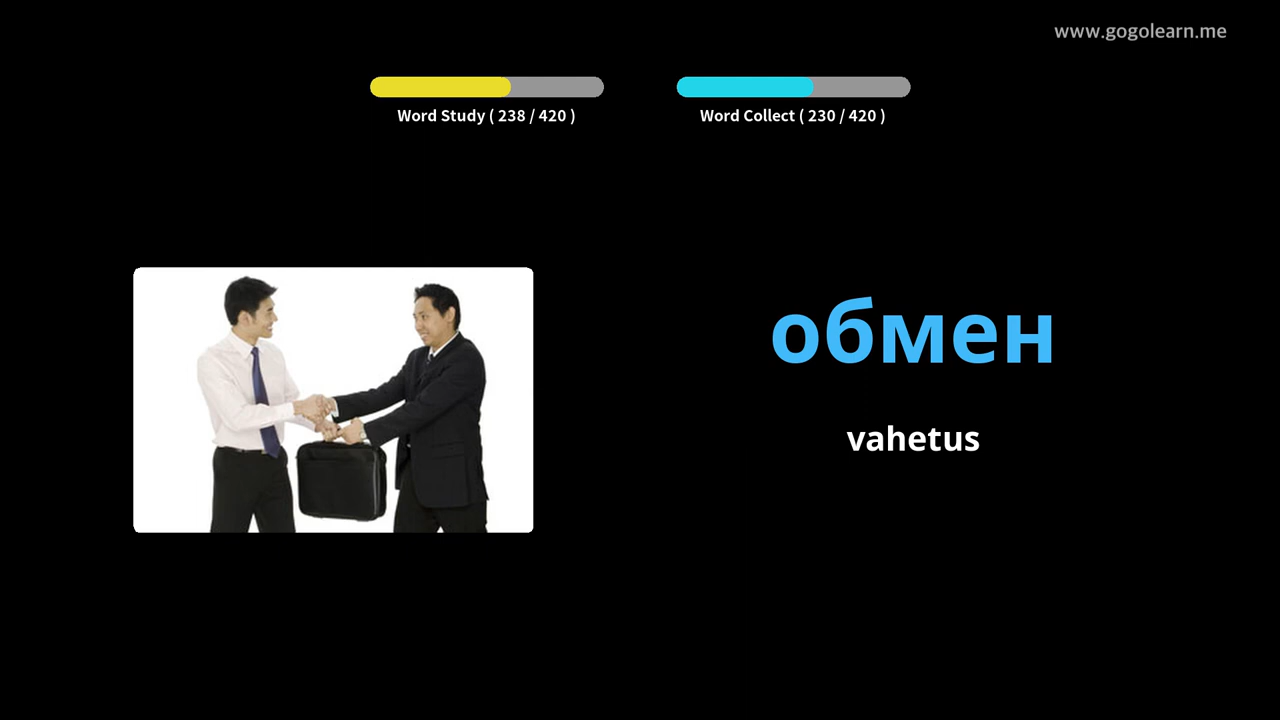 www.gogolearn.me
Word Study ( 238 / 420 )
Word Collect ( 230 / 420 )
обмен
vahetus